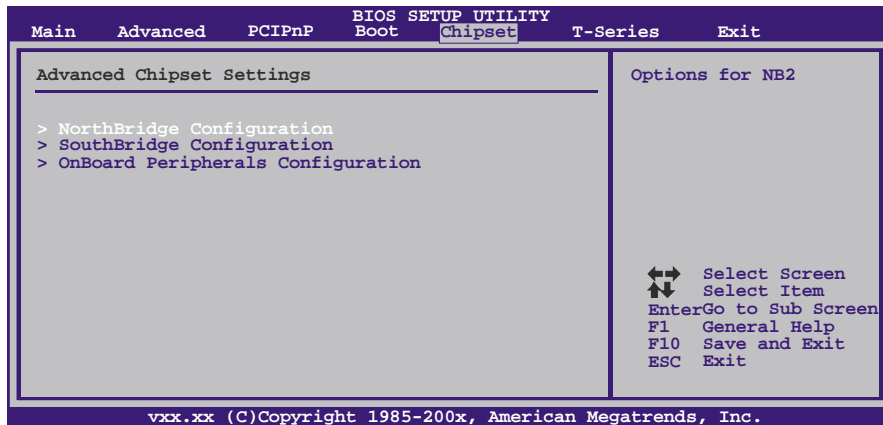 BIOS SETUP UTILITY
Main Advanced PCIPnP Boot Chipset T-Series Exit
Advanced Chipset Settings
> NorthBridge Configuration
> SouthBridge Configuration
> OnBoard Peripherals Configuration
Options for NB2
Select Screen
Select Item
EnterGo to Sub Screen
F1 General Help
F10 Save and Exit
ESC Exit
vxx.xx (C)Copyright 1985-200x, American Megatrends, Inc.